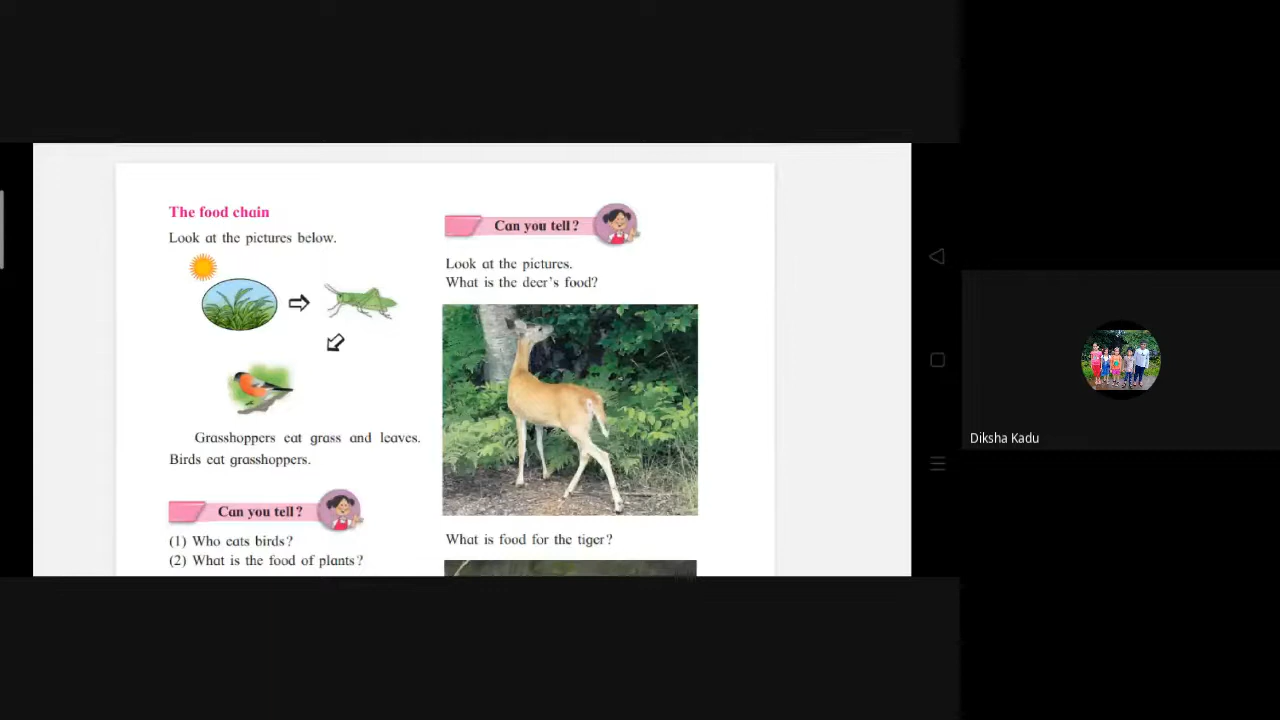 The food chain
Look at the pictures below.
Grasshoppers eat grass and leaves.
Birds eat grasshoppers.
Can you tell?
(1) Who eats birds?
(2) What is the food of plants?
Can you tell?
Look at the pictures.
What is the deer's food?
What is food for the tiger?
Diksha Kadu